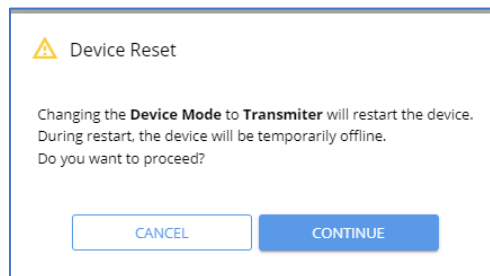 Device Reset
Changing the Device Mode to Transmiter will restart the device.
During restart, the device will be temporarily offline.
Do you want to proceed?
CANCEL
CONTINUE